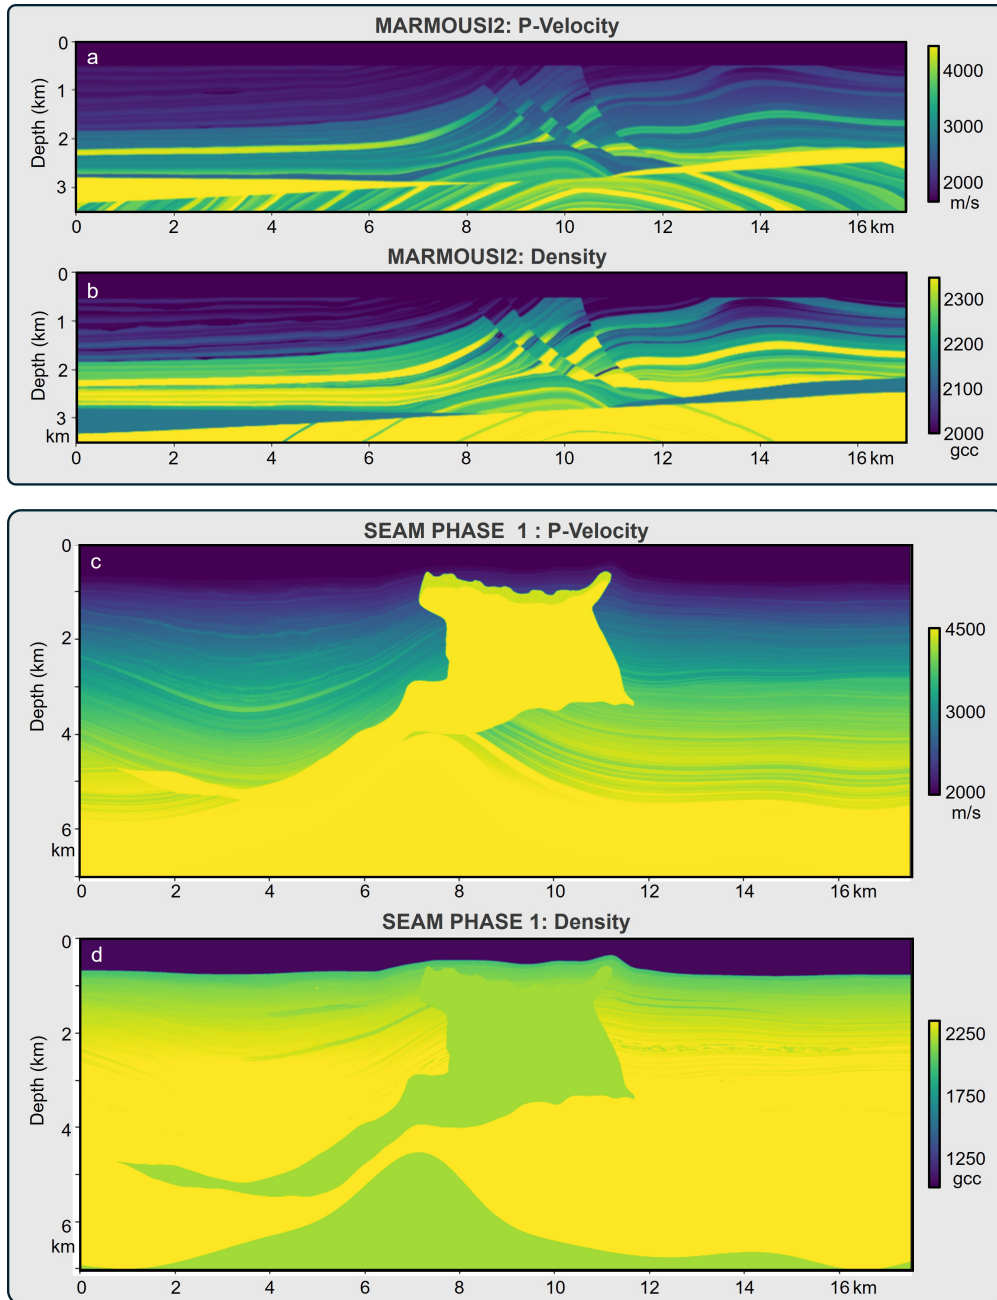 MARMOUSI2: P-Velocity
a
0
1
2
3
Depth (km)
0 2 4 6 8 10 12 14 16 km
4000
3000
2000
m/s
MARMOUSI2: Density
b
0
1
2
3
km
Depth (km)
0 2 4 6 8 10 12 14 16 km
2300
2200
2100
2000
gcc
SEAM PHASE 1 : P-Velocity
c
0
2
4
6
km
Depth (km)
0 2 4 6 8 10 12 14 16 km
4500
3000
2000
m/s
SEAM PHASE 1: Density
d
0
2
4
6
km
Depth (km)
0 2 4 6 8 10 12 14 16 km
2250
1750
1250
gcc